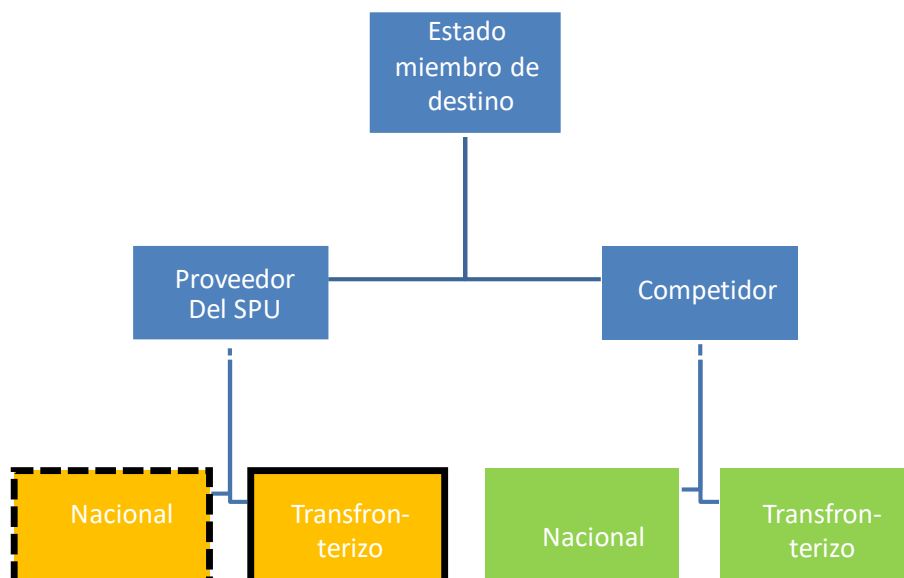 Estado
miembro de
destino
Proveedor
Del SPU
Competidor
Nacional
Transfron-
terizo
Nacional
Transfron-
terizo